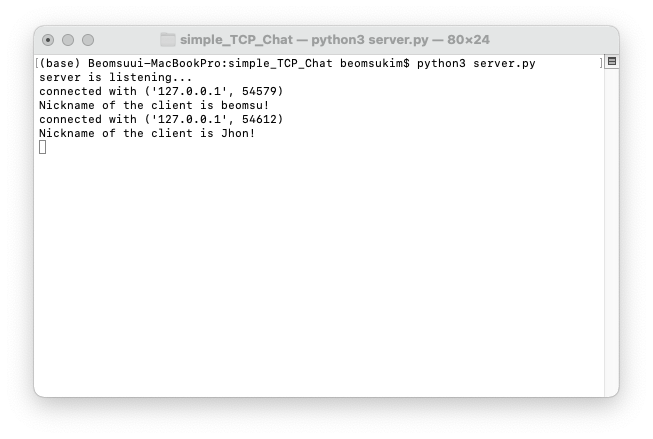 simple_TCP_Chat — python3 server.py — 80×24
[(base) Beomsuui-MacBookPro:simple_TCP_Chat beomsukim$ python3 server.py ]
server is listening...
connected with ('127.0.0.1', 54579)
Nickname of the client is beomsu!
connected with ('127.0.0.1', 54612)
Nickname of the client is Jhon!